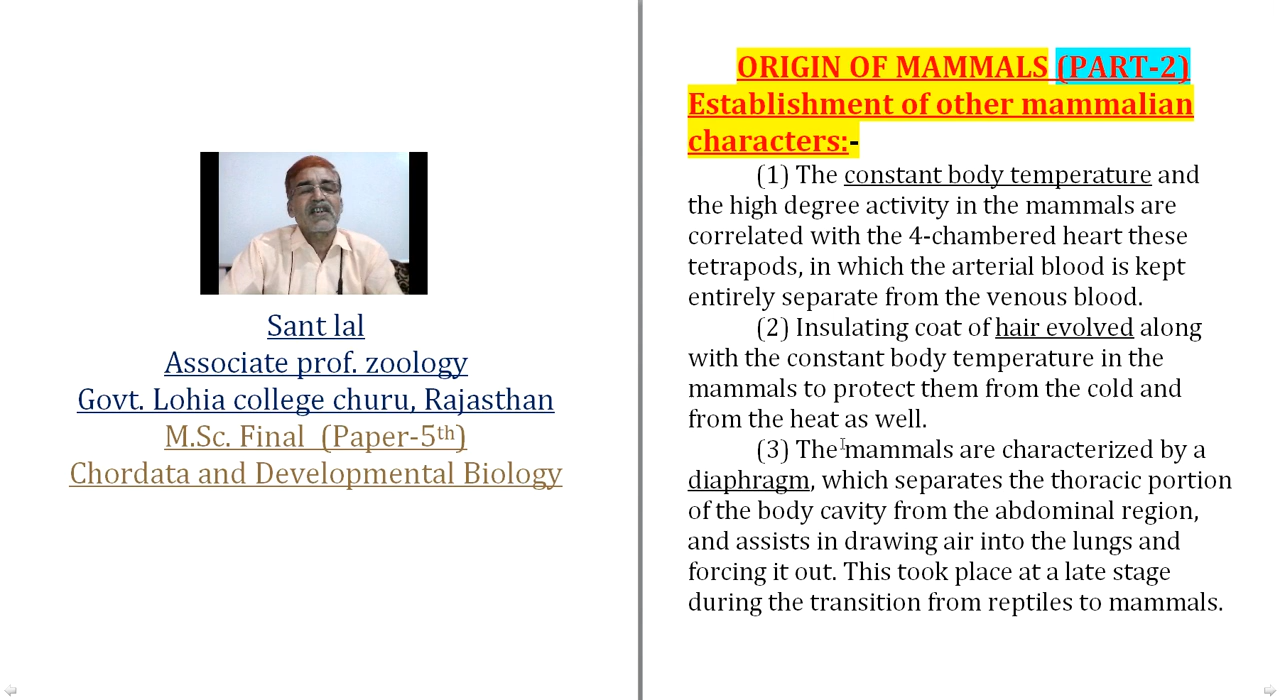 Sant lal
Associate prof. zoology
Govt. Lohia college churu, Rajasthan
M.Sc. Final (Paper-5th)
Chordata and Developmental Biology
ORIGIN OF MAMMALS (PART-2)
Establishment of other mammalian
characters:-
(1) The constant body temperature and
the high degree activity in the mammals are
correlated with the 4-chambered heart these
tetrapods, in which the arterial blood is kept
entirely separate from the venous blood.
(2) Insulating coat of hair evolved along
with the constant body temperature in the
mammals to protect them from the cold and
from the heat as well.
(3) The mammals are characterized by a
diaphragm, which separates the thoracic portion
of the body cavity from the abdominal region,
and assists in drawing air into the lungs and
forcing it out. This took place at a late stage
during the transition from reptiles to mammals.